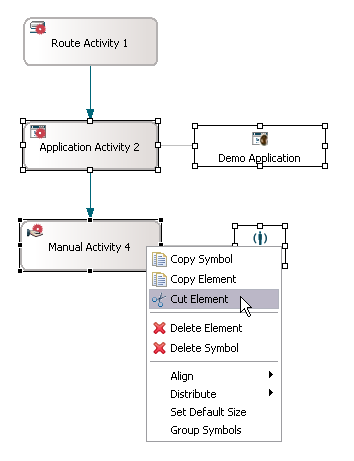 Route Activity 1
Application Activity 2
Demo Application
Manual Activity 4
Copy Symbol
Copy Element
Cut Element
Delete Element
Delete Symbol
Align
Distribute
Set Default Size
Group Symbols